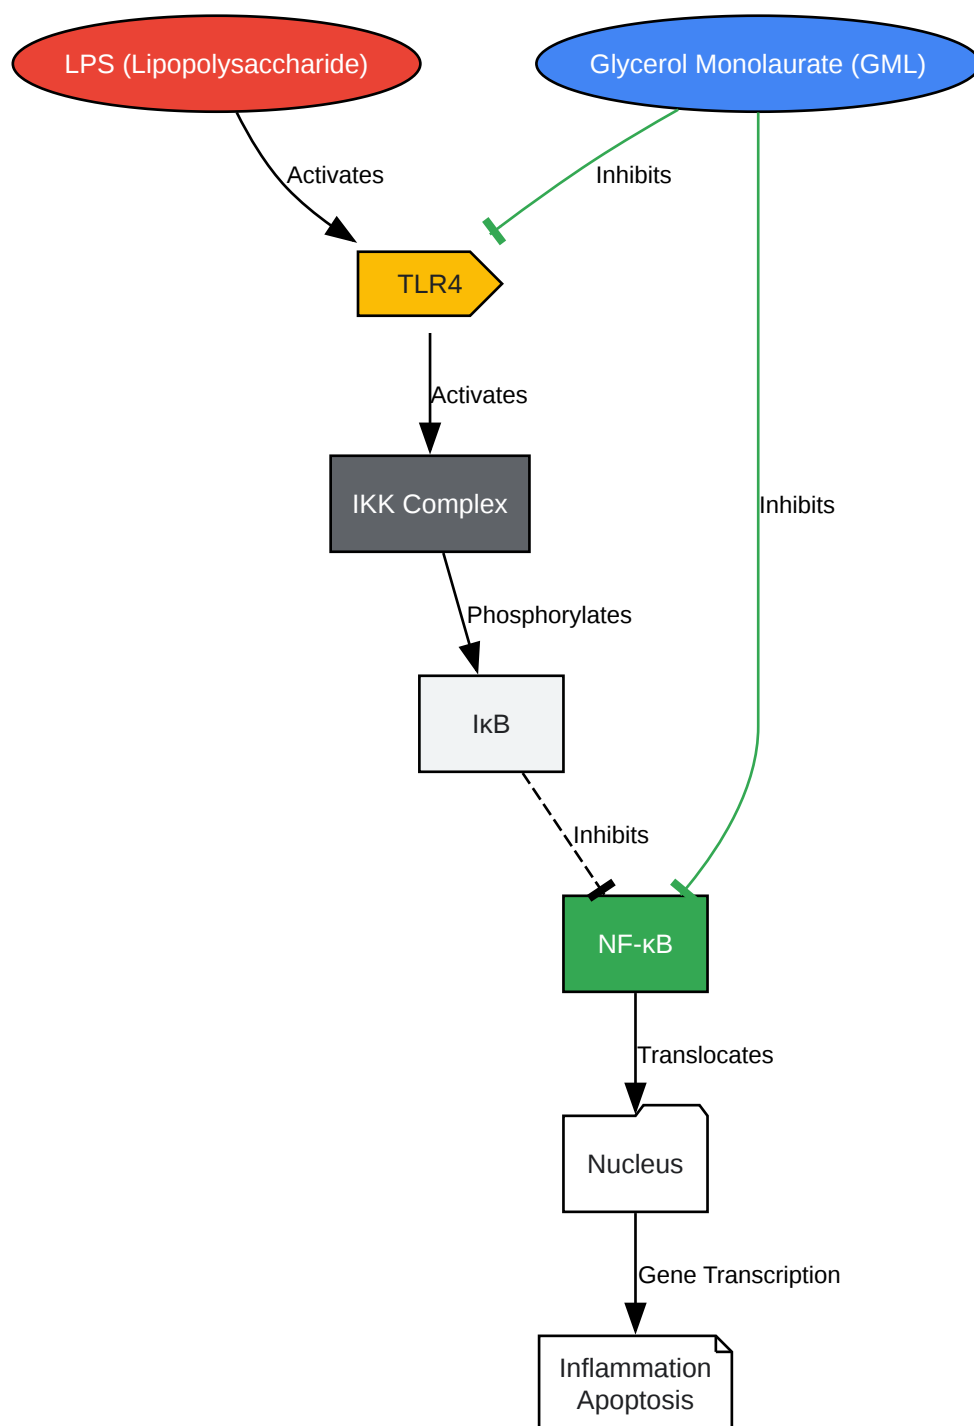 LPS (Lipopolysaccharide)
Glycerol Monolaurate (GML)
Activates
Inhibits
TLR4
Activates
IKK Complex
Inhibits
Phosphorylates
IκB
Inhibits
NF-κB
Translocates
Nucleus
Gene Transcription
Inflammation
Apoptosis